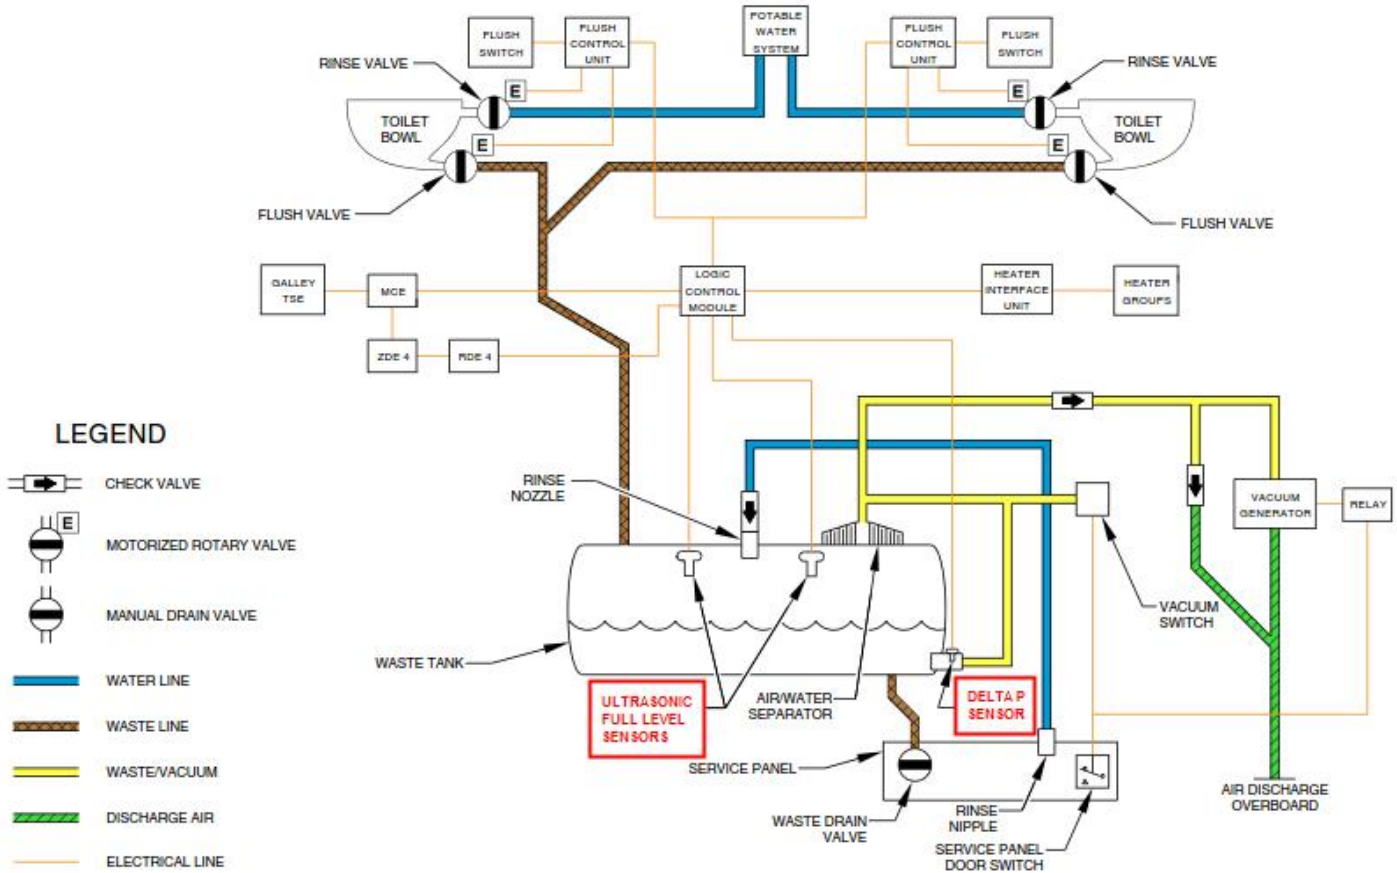 POTABLE
WATER
SYSTEM
FLUSH
SWITCH
FLUSH
CONTROL
UNIT
FLUSH
CONTROL
UNIT
FLUSH
SWITCH
RINSE VALVE
E
E
RINSE VALVE
TOILET
BOWL
E
E
TOILET
BOWL
FLUSH VALVE
FLUSH VALVE
GALLEY
TSE
MCE
LOGIC
CONTROL
MODULE
HEATER
INTERFACE
UNIT
HEATER
GROUPS
ZDE 4
RDE 4
LEGEND
CHECK VALVE
E
MOTORIZED ROTARY VALVE
MANUAL DRAIN VALVE
WATER LINE
WASTE LINE
WASTE/VACUUM
DISCHARGE AIR
ELECTRICAL LINE
RINSE
NOZZLE
VACUUM
GENERATOR
RELAY
VACUUM
SWITCH
WASTE TANK
ULTRASONIC
FULL LEVEL
SENSORS
AIR/WATER
SEPARATOR
DELTA P
SENSOR
SERVICE PANEL
WASTE DRAIN
VALVE
RINSE
NIPPLE
SERVICE PANEL
DOOR SWITCH
AIR DISCHARGE
OVERBOARD